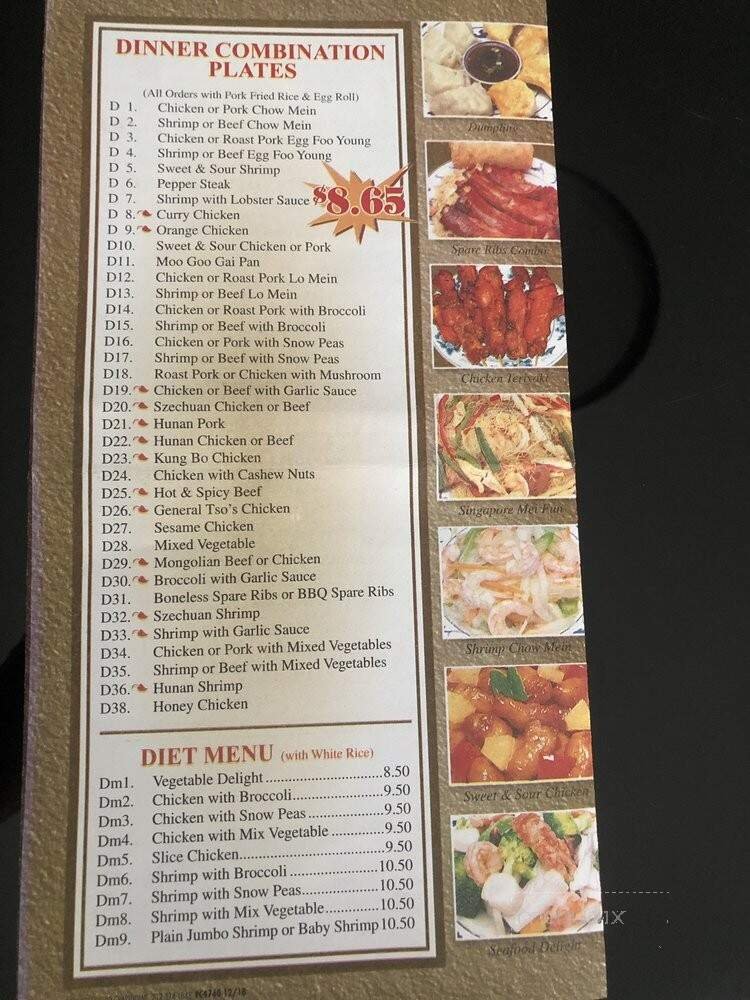 DINNER COMBINATION
PLATES
(All Orders with Pork Fried Rice & Egg Roll)
D 1. Chicken or Pork Chow Mein
D 2. Shrimp or Beef Chow Mein
D 3. Chicken or Roast Pork Egg Foo Young
D 4. Shrimp or Beef Egg Foo Young
D 5. Sweet & Sour Shrimp
D 6. Pepper Steak
D 7. Shrimp with Lobster Sauce
$8.65
D 8. Curry Chicken
D 9. Orange Chicken
D10. Sweet & Sour Chicken or Pork
D11. Moo Goo Gai Pan
D12. Chicken or Roast Pork Lo Mein
D13. Shrimp or Beef Lo Mein
D14. Chicken or Roast Pork with Broccoli
D15. Shrimp or Beef with Broccoli
D16. Chicken or Pork with Snow Peas
D17. Shrimp or Beef with Snow Peas
D18. Roast Pork or Chicken with Mushroom
D19. Chicken or Beef with Garlic Sauce
D20. Szechuan Chicken or Beef
D21. Hunan Pork
D22. Hunan Chicken or Beef
D23. Kung Bo Chicken
D24. Chicken with Cashew Nuts
D25. Hot & Spicy Beef
D26. General Tso's Chicken
D27. Sesame Chicken
D28. Mixed Vegetable
D29. Mongolian Beef or Chicken
D30. Broccoli with Garlic Sauce
D31. Boneless Spare Ribs or BBQ Spare Ribs
D32. Szechuan Shrimp
D33. Shrimp with Garlic Sauce
D34. Chicken or Pork with Mixed Vegetables
D35. Shrimp or Beef with Mixed Vegetables
D36. Hunan Shrimp
D38. Honey Chicken
DIET MENU (with White Rice)
Dm1. Vegetable Delight ..............................8.50
Dm2. Chicken with Broccoli.......................9.50
Dm3. Chicken with Snow Peas ...................9.50
Dm4. Chicken with Mix Vegetable .............9.50
Dm5. Slice Chicken.....................................9.50
Dm6. Shrimp with Broccoli .......................10.50
Dm7. Shrimp with Snow Peas....................10.50
Dm8. Shrimp with Mix Vegetable..............10.50
Dm9. Plain Jumbo Shrimp or Baby Shrimp 10.50
PC4760 12/18
Dumpling
Spare Ribs Combo
Chicken Teriyaki
Singapore Mei Fun
Shrimp Chow Mein
Sweet & Sour Chicken
Seafood Delight